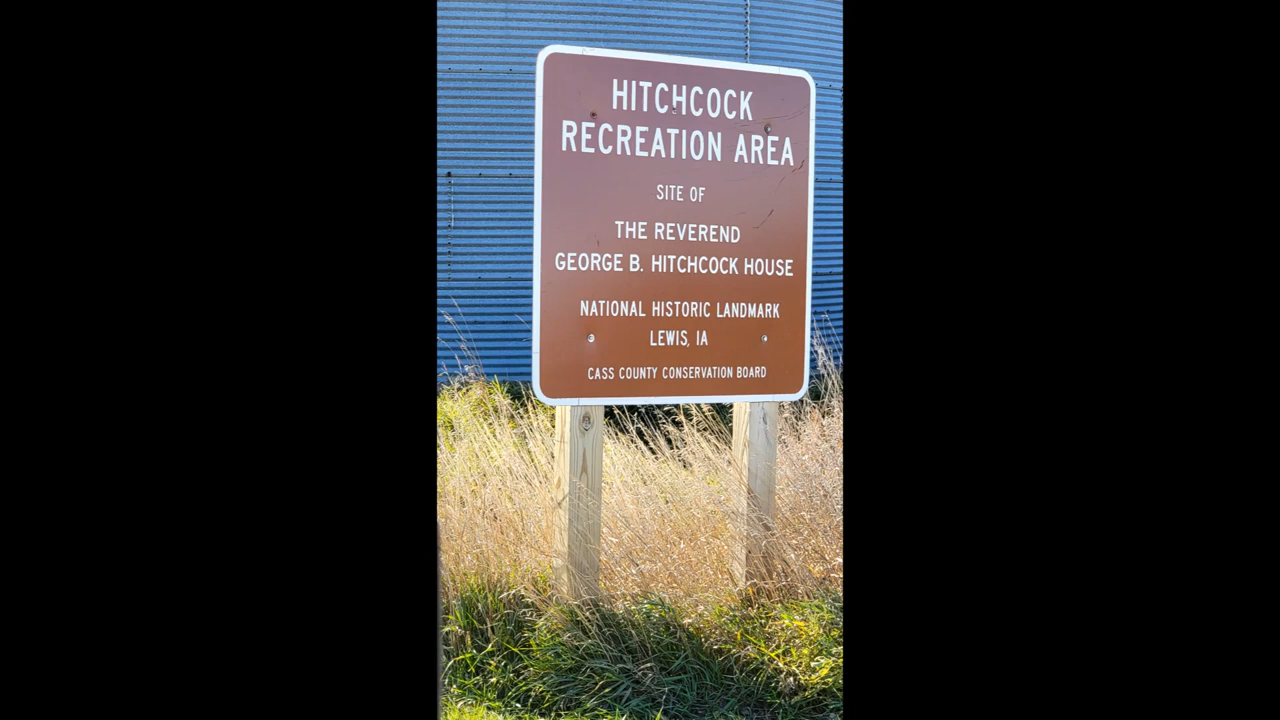 HITCHCOCK
RECREATION AREA
SITE OF
THE REVEREND
GEORGE B. HITCHCOCK HOUSE
NATIONAL HISTORIC LANDMARK
LEWIS, IA
CASS COUNTY CONSERVATION BOARD